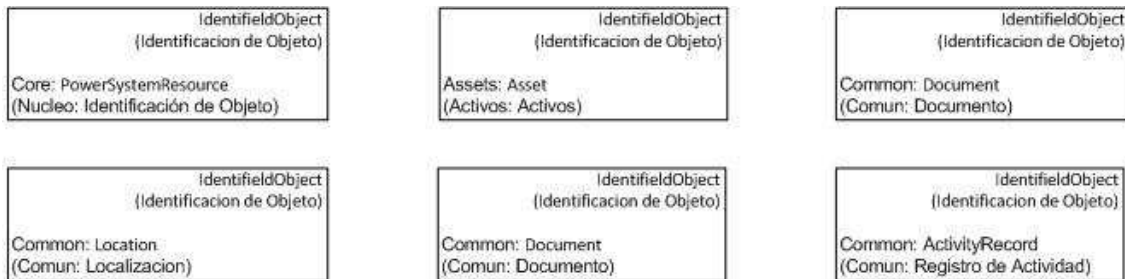 IdentifieldObject
(Identificacion de Objeto)
Core: PowerSystemResource
(Nucleo: Identificación de Objeto)
IdentifieldObject
(Identificacion de Objeto)
Assets: Asset
(Activos: Activos)
IdentifieldObject
(Identificacion de Objeto)
Common: Document
(Comun: Documento)
IdentifieldObject
(Identificacion de Objeto)
Common: Location
(Comun: Localizacion)
IdentifieldObject
(Identificacion de Objeto)
Common: Document
(Comun: Documento)
IdentifieldObject
(Identificacion de Objeto)
Common: ActivityRecord
(Comun: Registro de Actividad)